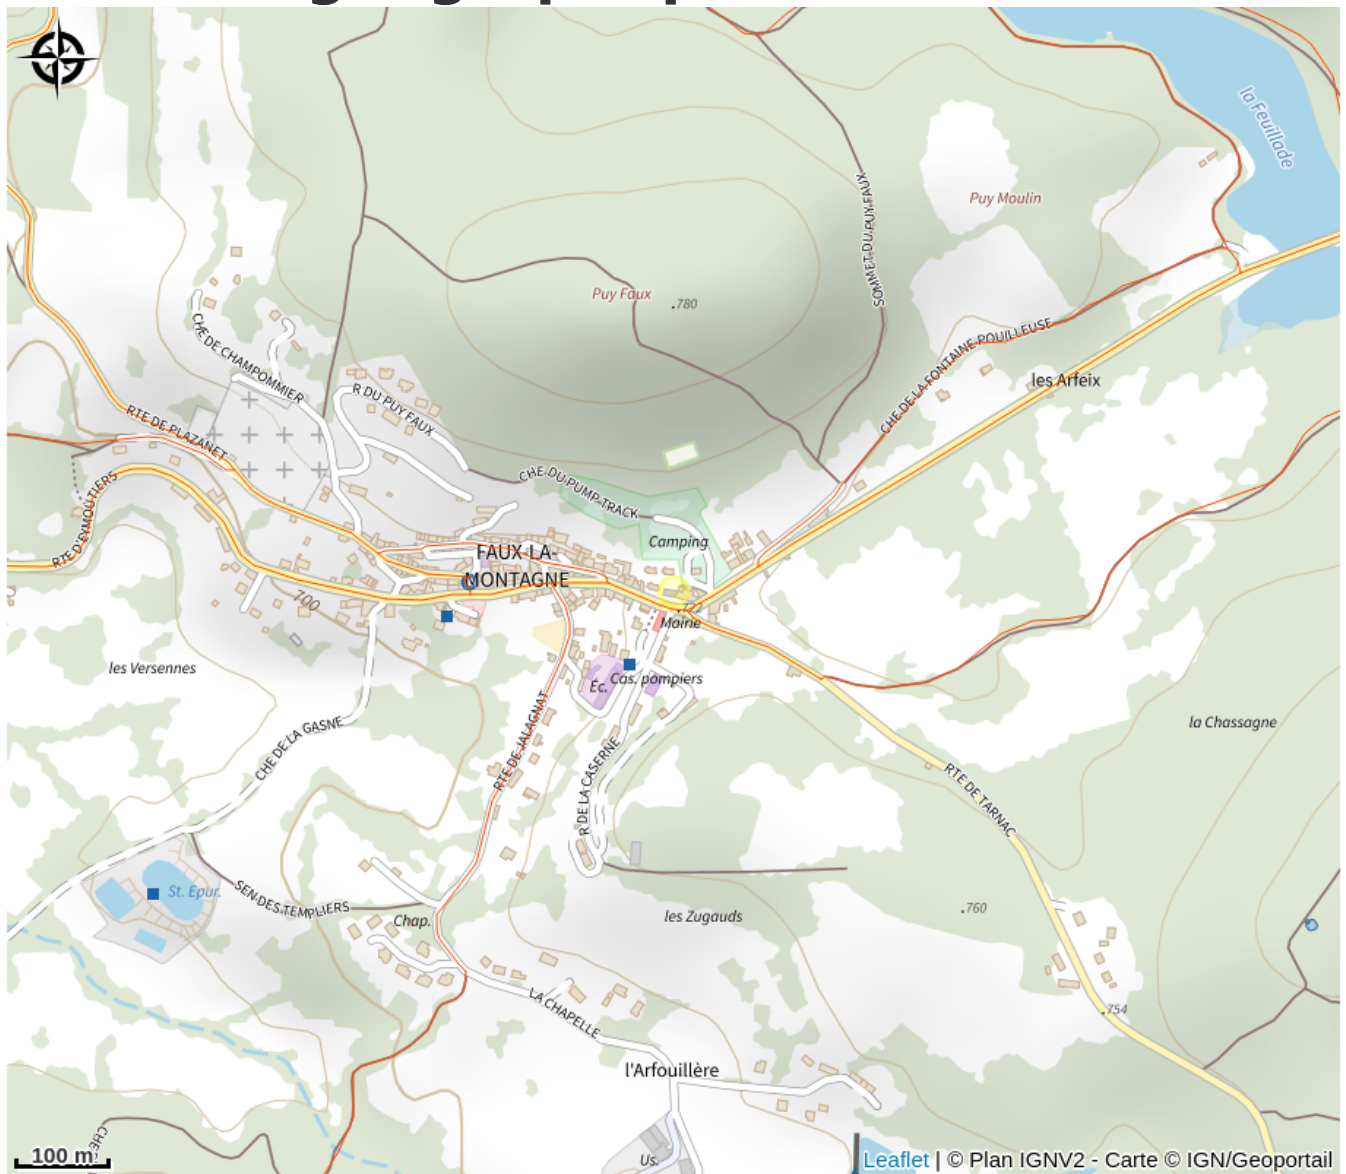 la Feuillade
Puy Moulin
SOMMET DU PUY FAUX
Puy Faux
.780
CHE DE CHAMPOMMIER
CHE DE LA FONTAINE POUILLEUSE
les Arfeix
R DU PUY FAUX
RTE DE PLAZANET
CHE DU PUMP TRACK
RTE D'EYMOUTIERS
Camping
FAUX-LA-
MONTAGNE
700
Mairie
les Versennes
Éc.
Cas. pompiers
la Chassagne
RTE DE JALAGNAT
CHE DE LA GASNE
R DE LA CASERNE
RTE DE TARNAC
St. Epur.
SEN DES TEMPLIERS
Chap.
les Zugauds
.760
LA CHAPELLE
.754
l'Arfouillère
Us.
100 m
Leaflet | © Plan IGNV2 - Carte © IGN/Geoportail